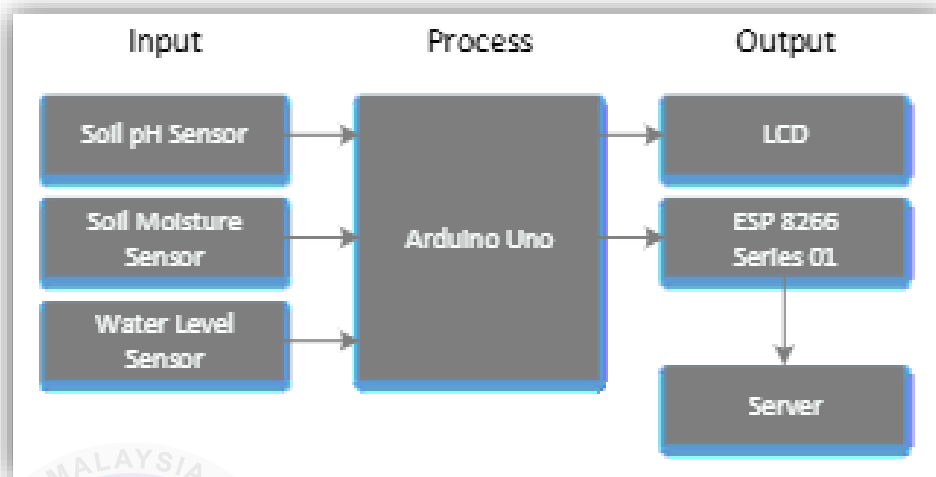 Input
Process
Output
Soil pH Sensor
LCD
Soil Moisture
Sensor
Arduino Uno
ESP 8266
Series 01
Water Level
Sensor
Server
MALAYSIA